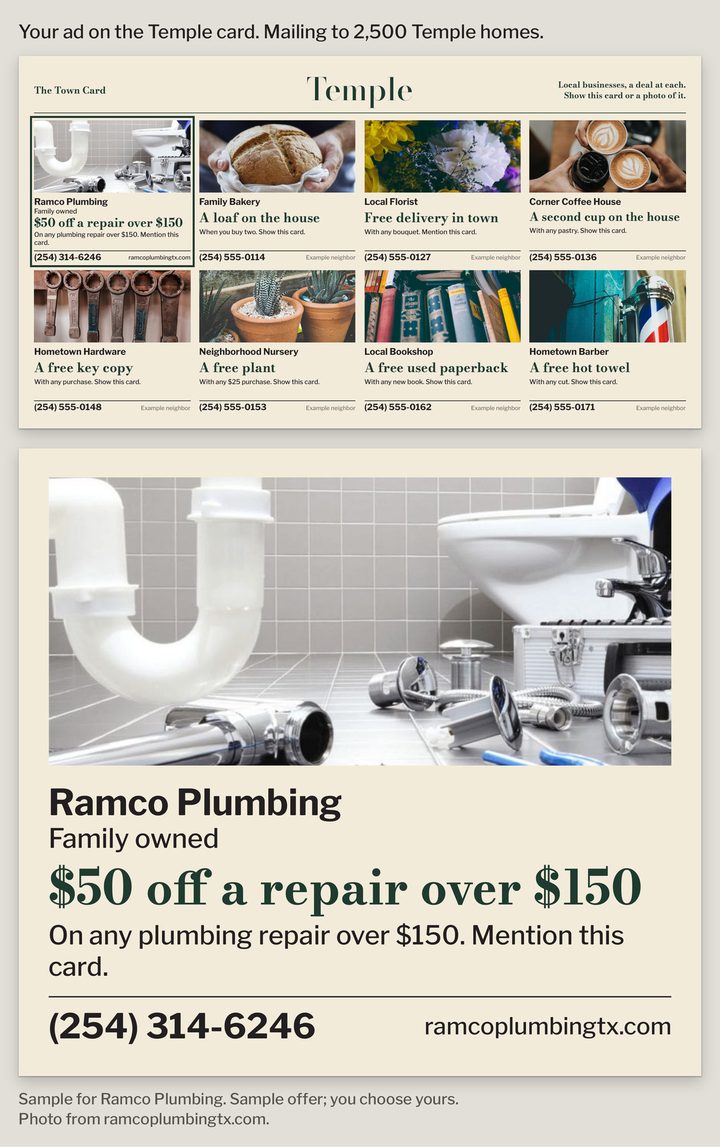 Your ad on the Temple card. Mailing to 2,500 Temple homes.
The Town Card
Temple
Local businesses, a deal at each.
Show this card or a photo of it.
Ramco Plumbing
Family owned
$50 off a repair over $150
On any plumbing repair over $150. Mention this
card.
(254) 314-6246 ramcoplumbingtx.com
Family Bakery
A loaf on the house
When you buy two. Show this card.
(254) 555-0114 Example neighbor
Local Florist
Free delivery in town
With any bouquet. Mention this card.
(254) 555-0127 Example neighbor
Corner Coffee House
A second cup on the house
With any pastry. Show this card.
(254) 555-0136 Example neighbor
Hometown Hardware
A free key copy
With any purchase. Show this card.
(254) 555-0148 Example neighbor
Neighborhood Nursery
A free plant
With any $25 purchase. Show this card.
(254) 555-0153 Example neighbor
Local Bookshop
A free used paperback
With any new book. Show this card.
(254) 555-0162 Example neighbor
Hometown Barber
A free hot towel
With any cut. Show this card.
(254) 555-0171 Example neighbor
Ramco Plumbing
Family owned
$50 off a repair over $150
On any plumbing repair over $150. Mention this
card.
(254) 314-6246 ramcoplumbingtx.com
Sample for Ramco Plumbing. Sample offer; you choose yours.
Photo from ramcoplumbingtx.com.